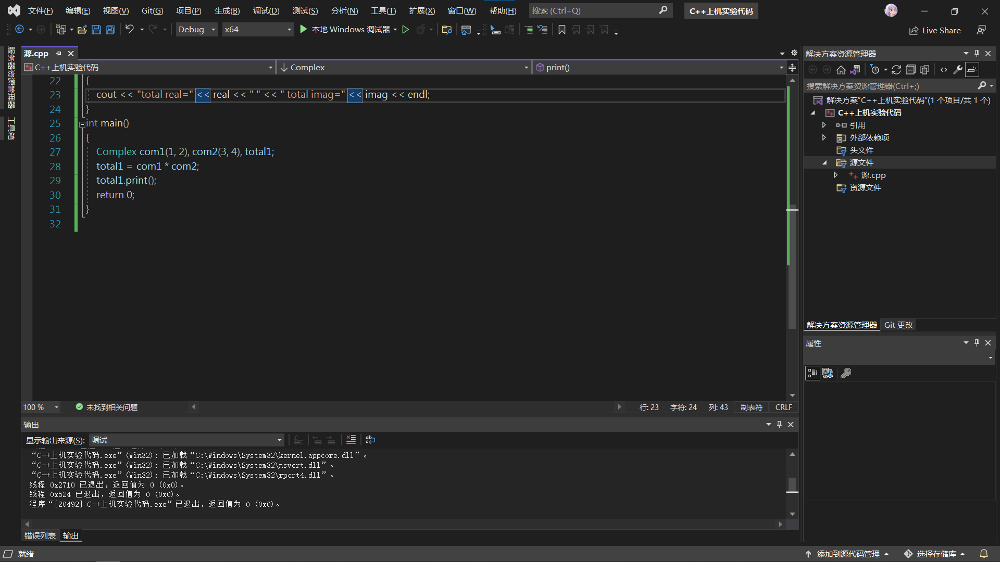 文件(F) 编辑(E) 视图(V) Git(G) 项目(P) 生成(B) 调试(D) 测试(S) 分析(N) 工具(T) 扩展(X) 窗口(W) 帮助(H) 搜索 (Ctrl+Q) C++上机实验代码
Debug x64 本地 Windows 调试器 Live Share
服务器资源管理器
工具箱
源.cpp
C++上机实验代码 Complex print()
22 {
23 cout << "total real=" << real << " " << " total imag=" << imag << endl;
24 }
25 int main()
26 {
27 Complex com1(1, 2), com2(3, 4), total1;
28 total1 = com1 * com2;
29 total1.print();
30 return 0;
31 }
32
100 % 未找到相关问题 行: 23 字符: 24 列: 43 制表符 CRLF
输出
显示输出来源(S): 调试
“C++上机实验代码.exe”(Win32): 已加载“C:\Windows\System32\kernel.appcore.dll”。
“C++上机实验代码.exe”(Win32): 已加载“C:\Windows\System32\msvcrt.dll”。
“C++上机实验代码.exe”(Win32): 已加载“C:\Windows\System32\rpcrt4.dll”。
线程 0x2710 已退出，返回值为 0 (0x0)。
线程 0x524 已退出，返回值为 0 (0x0)。
程序“[20492] C++上机实验代码.exe”已退出，返回值为 0 (0x0)。
错误列表 输出
解决方案资源管理器
搜索解决方案资源管理器(Ctrl+;)
解决方案“C++上机实验代码”(1 个项目/共 1 个)
C++上机实验代码
引用
外部依赖项
头文件
源文件
源.cpp
资源文件
解决方案资源管理器 Git 更改
属性
就绪 添加到源代码管理 选择存储库